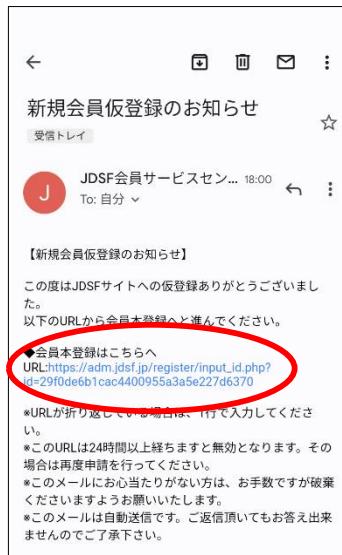 新規会員仮登録のお知らせ
受信トレイ
J
JDSF会員サービスセン... 18:00
To: 自分
【新規会員仮登録のお知らせ】
この度はJDSFサイトへの仮登録ありがとうございまし
た。
以下のURLから会員本登録へと進んでください。
◆会員本登録はこちらへ
URL:https://adm.jdsf.jp/register/input_id.php?
id=29f0de6b1cac4400955a3a5e227d6370
※URLが折り返している場合は、1行で入力してくださ
い。
※このURLは24時間以上経ちますと無効となります。その
場合は再度申請を行ってください。
※このメールにお心当たりがない方は、お手数ですが破棄
くださいますようお願いいたします。
※このメールは自動送信です。ご返信頂いてもお答え出来
ませんのでご了承下さい。